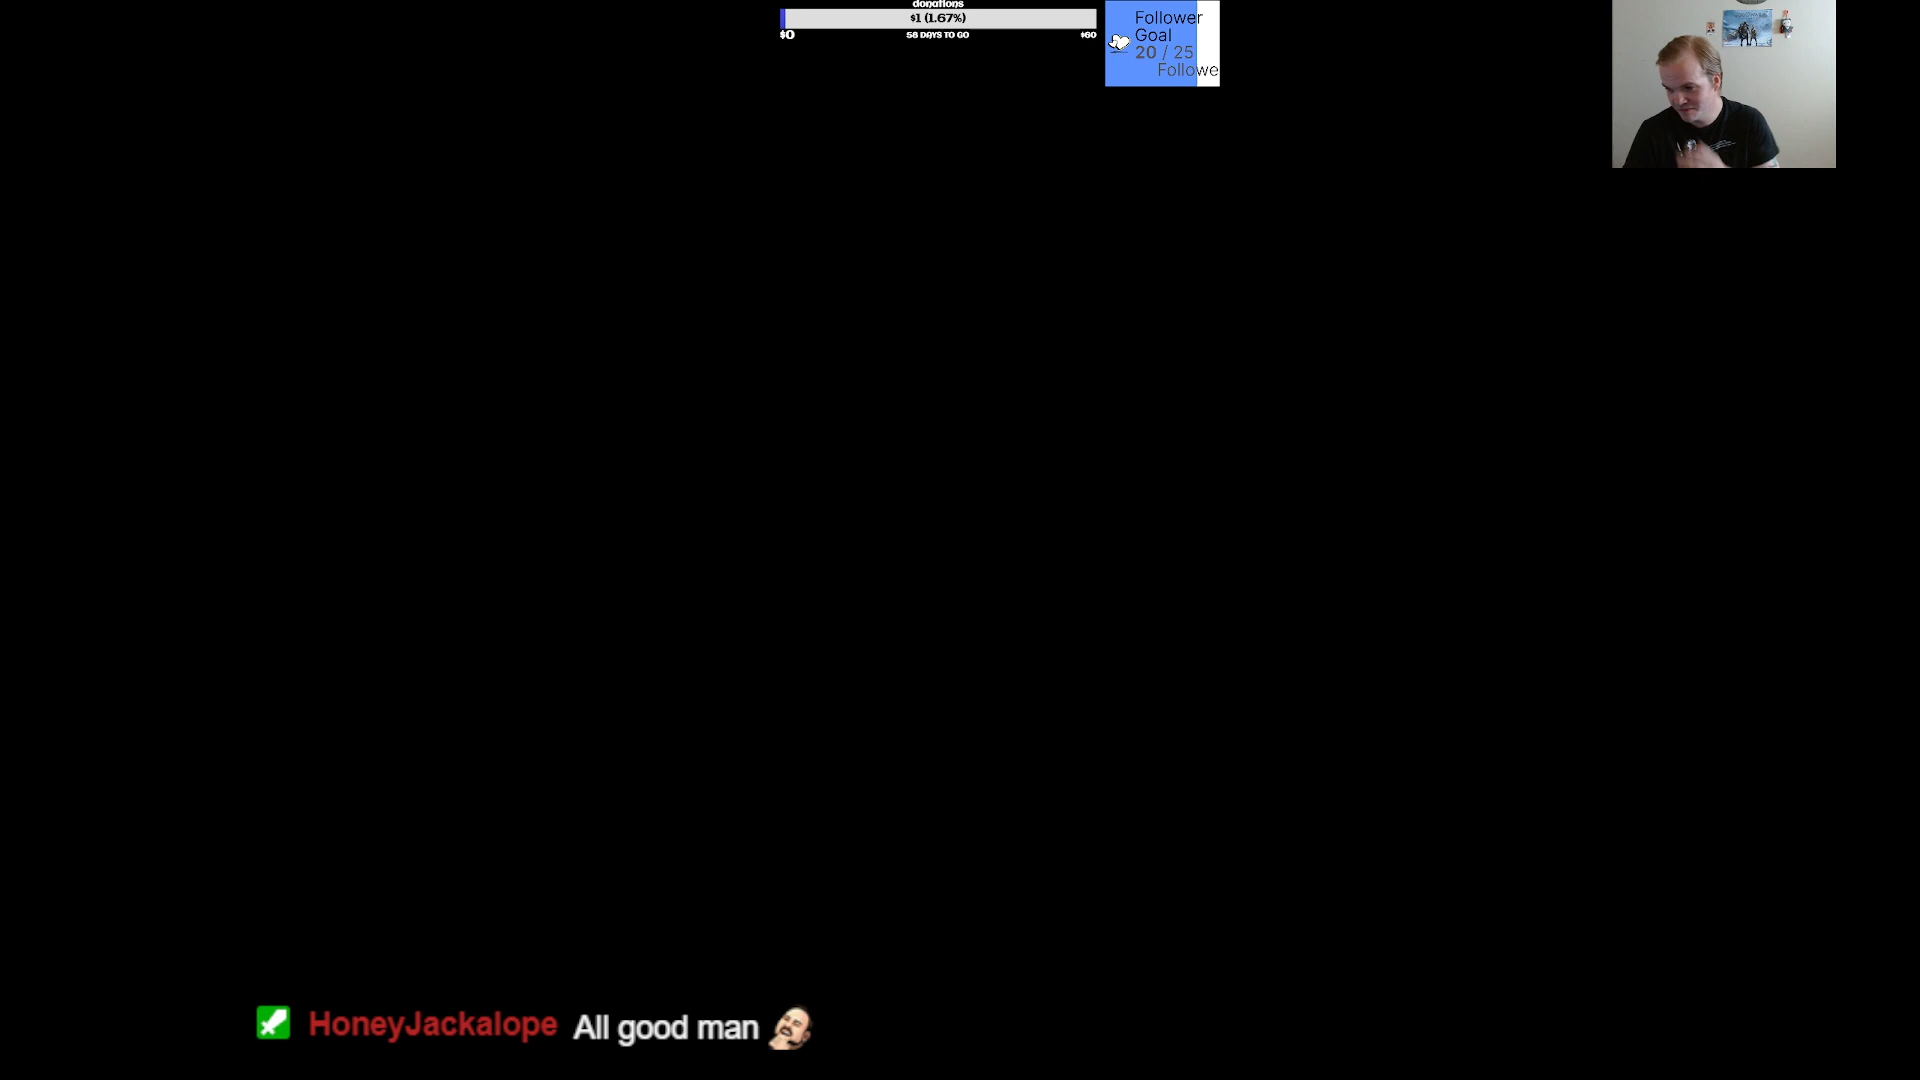 donations
$1 (1.67%)
$0 58 DAYS TO GO $60
Follower
Goal
20 / 25
Followe
HoneyJackalope All good man